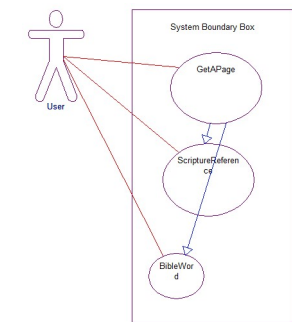 System Boundary Box
GetAPage
User
ScriptureReferen
ce
BibleWor
d